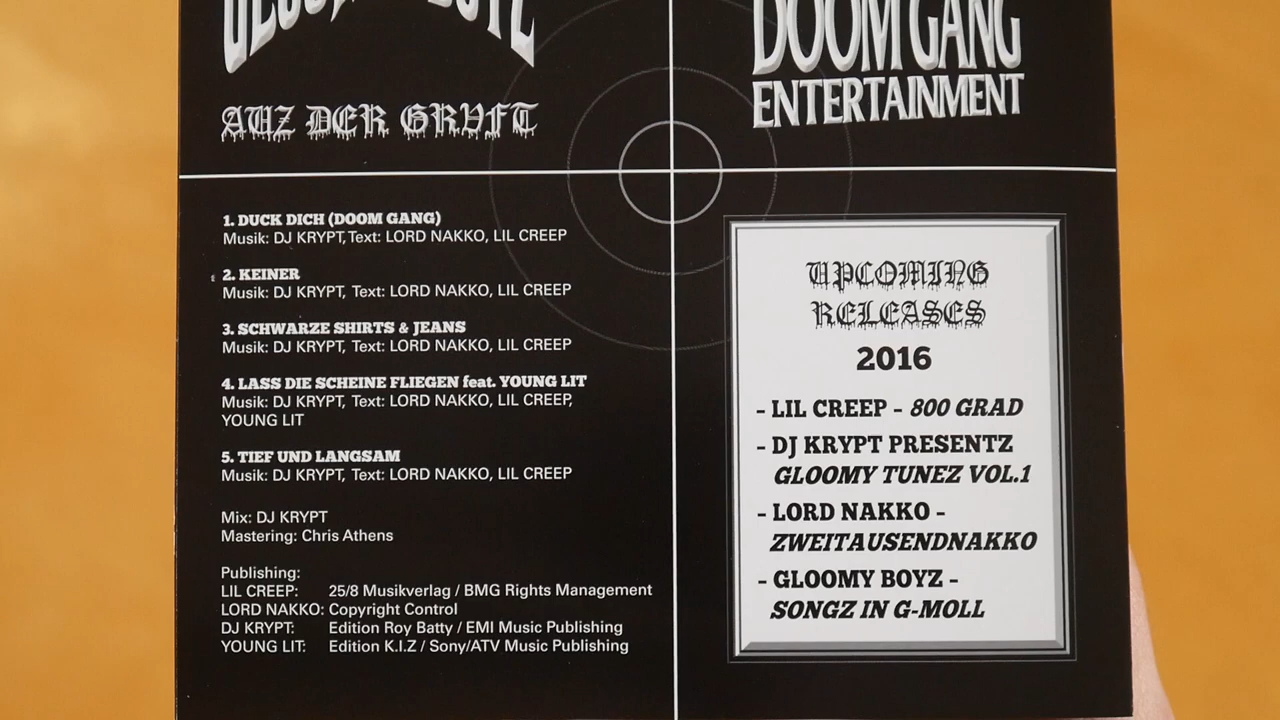 AUZ DER GRUFT
1. DUCK DICH (DOOM GANG)
Musik: DJ KRYPT, Text: LORD NAKKO, LIL CREEP
2. KEINER
Musik: DJ KRYPT, Text: LORD NAKKO, LIL CREEP
3. SCHWARZE SHIRTS & JEANS
Musik: DJ KRYPT, Text: LORD NAKKO, LIL CREEP
4. LASS DIE SCHEINE FLIEGEN feat. YOUNG LIT
Musik: DJ KRYPT, Text: LORD NAKKO, LIL CREEP,
YOUNG LIT
5. TIEF UND LANGSAM
Musik: DJ KRYPT, Text: LORD NAKKO, LIL CREEP
Mix: DJ KRYPT
Mastering: Chris Athens
Publishing:
LIL CREEP: 25/8 Musikverlag / BMG Rights Management
LORD NAKKO: Copyright Control
DJ KRYPT: Edition Roy Batty / EMI Music Publishing
YOUNG LIT: Edition K.I.Z / Sony/ATV Music Publishing
DOOM GANG
ENTERTAINMENT
UPCOMING
RELEASES
2016
- LIL CREEP - 800 GRAD
- DJ KRYPT PRESENTZ
GLOOMY TUNEZ VOL.1
- LORD NAKKO -
ZWEITAUSENDNAKKO
- GLOOMY BOYZ -
SONGZ IN G-MOLL